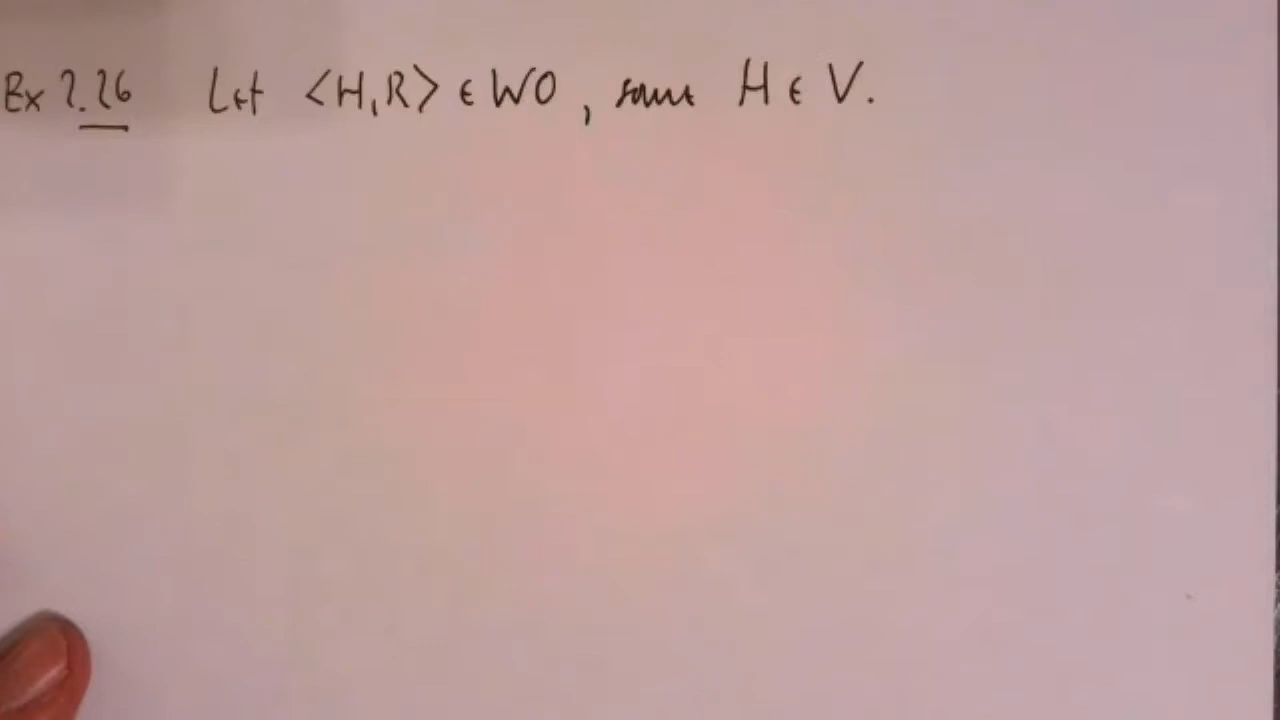 Ex 2.26 Let <H,R> ∈ WO, some H ∈ V.